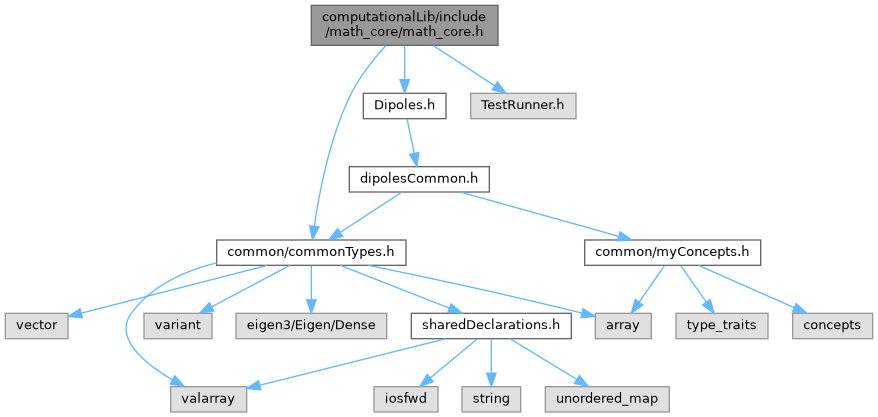 computationalLib/include
/math_core/math_core.h
Dipoles.h
TestRunner.h
dipolesCommon.h
common/commonTypes.h
common/myConcepts.h
vector
variant
eigen3/Eigen/Dense
sharedDeclarations.h
array
type_traits
concepts
valarray
iosfwd
string
unordered_map